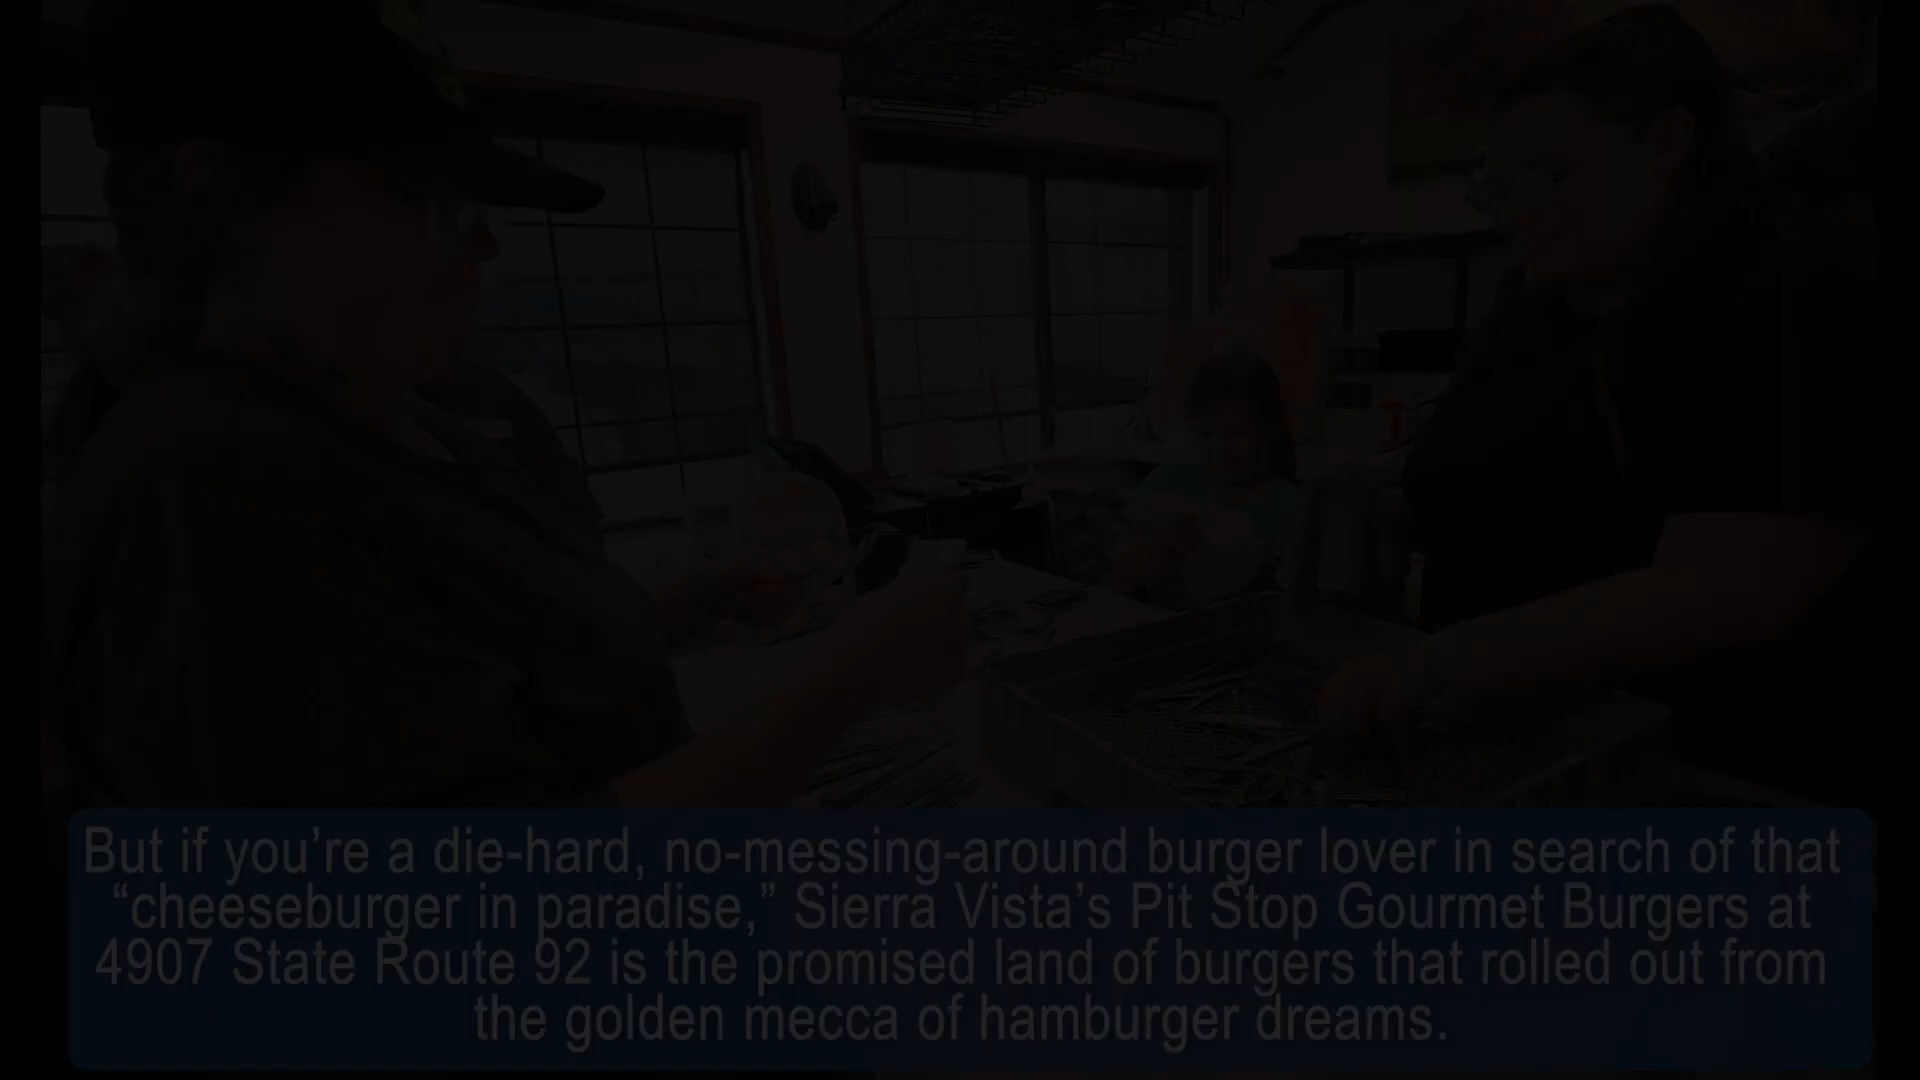 But if you’re a die-hard, no-messing-around burger lover in search of that
“cheeseburger in paradise,” Sierra Vista’s Pit Stop Gourmet Burgers at
4907 State Route 92 is the promised land of burgers that rolled out from
the golden mecca of hamburger dreams.